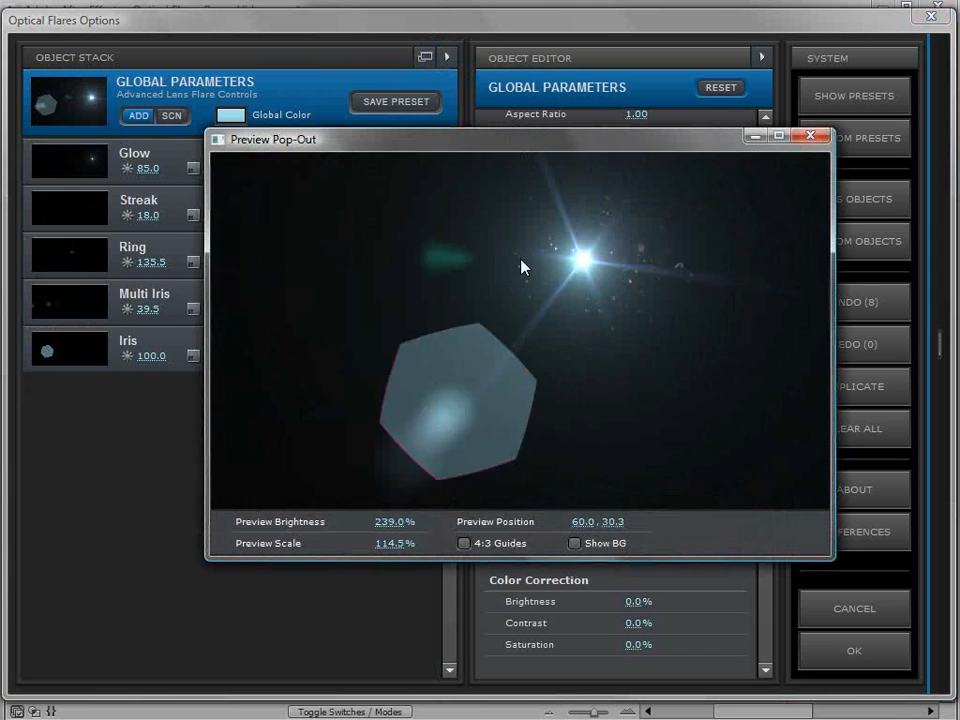 Optical Flares Options
OBJECT STACK
GLOBAL PARAMETERS
Advanced Lens Flare Controls
ADD SCN Global Color SAVE PRESET
Glow
85.0
Streak
18.0
Ring
135.5
Multi Iris
39.5
Iris
100.0
OBJECT EDITOR
GLOBAL PARAMETERS RESET
Aspect Ratio 1.00
Preview Pop-Out
Preview Brightness 239.0% Preview Position 60.0 , 30.3
Preview Scale 114.5% 4:3 Guides Show BG
Color Correction
Brightness 0.0%
Contrast 0.0%
Saturation 0.0%
SYSTEM
SHOW PRESETS
OM PRESETS
S OBJECTS
OM OBJECTS
NDO (8)
EDO (0)
PLICATE
EAR ALL
ABOUT
FERENCES
CANCEL
OK
Toggle Switches / Modes